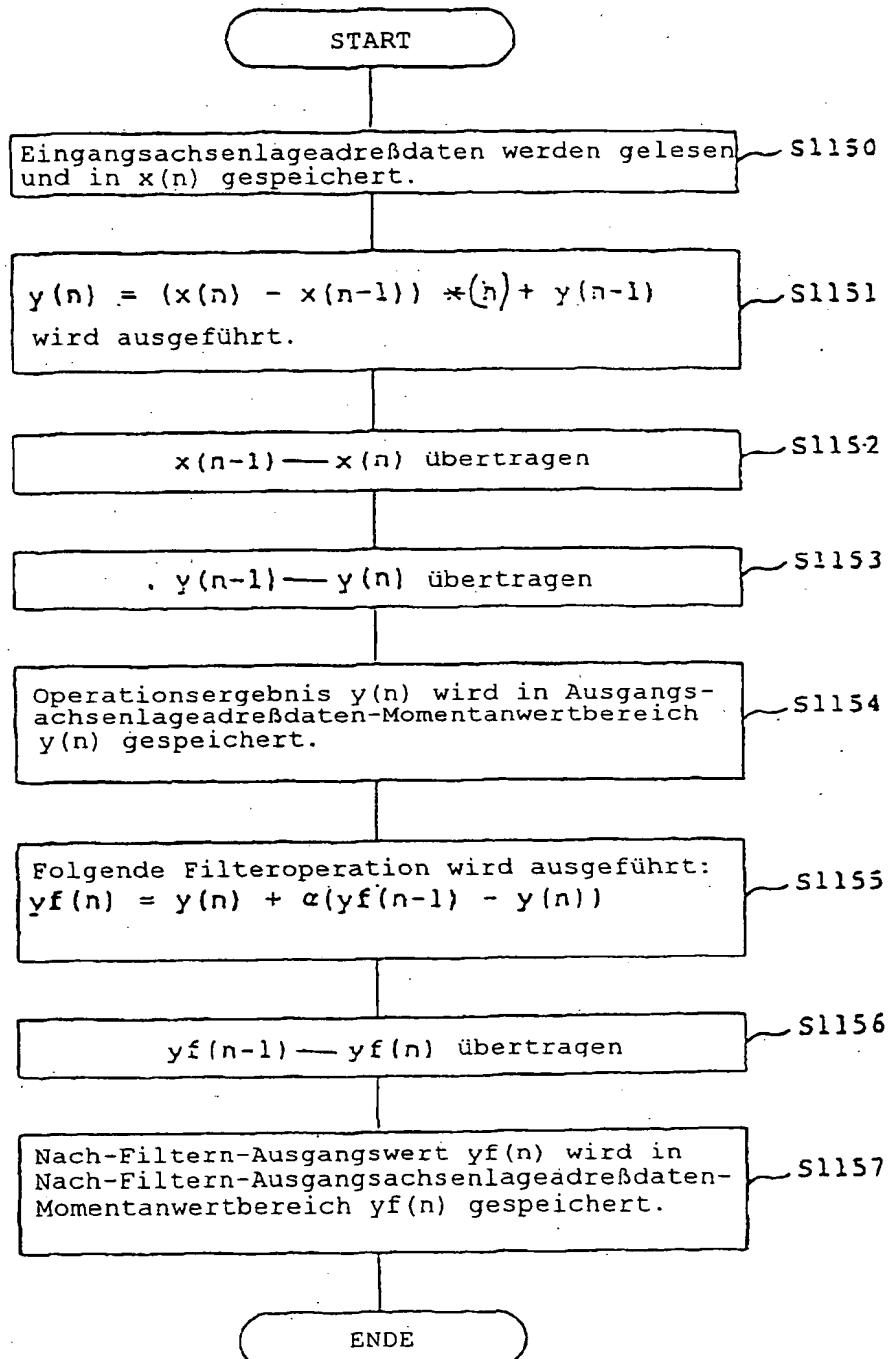 START
Eingangsachsenlageadreßdaten werden gelesen
und in x(n) gespeichert.
S1150
y(n) = (x(n) - x(n-1)) *(n)+ y(n-1)
wird ausgeführt.
S1151
x(n-1) — x(n) übertragen
S1152
y(n-1) — y(n) übertragen
S1153
Operationsergebnis y(n) wird in Ausgangs-
achsenlageadreßdaten-Momentanwertbereich
y(n) gespeichert.
S1154
Folgende Filteroperation wird ausgeführt:
yf(n) = y(n) + α(yf(n-1) - y(n))
S1155
yf(n-1) — yf(n) übertragen
S1156
Nach-Filtern-Ausgangswert yf(n) wird in
Nach-Filtern-Ausgangsachsenlageadreßdaten-
Momentanwertbereich yf(n) gespeichert.
S1157
ENDE